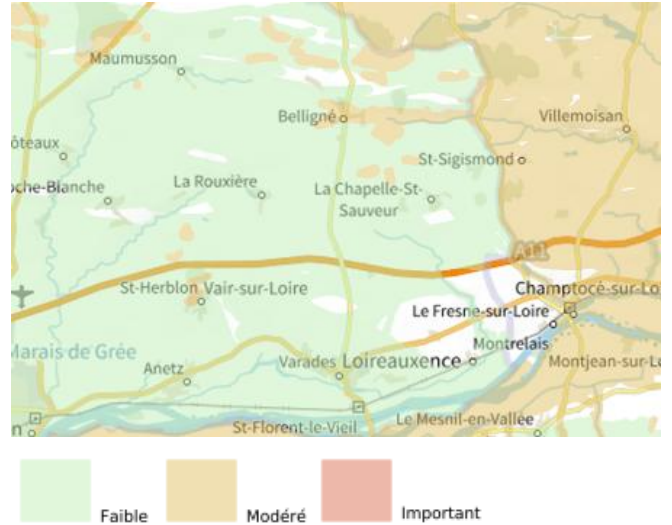 Maumusson
Belligné
Villemoisan
ôteaux
St-Sigismond
oche-Blanche
La Rouxière
La Chapelle-St-
Sauveur
A11
St-Herblon Vair-sur-Loire
Champtocé-sur-Lo
Le Fresne-sur-Loire
Marais de Grée
Montrelais
Anetz
Varades Loireauxence
Montjean-sur-Lo
n
St-Florent-le-Vieil
Le Mesnil-en-Vallée
Faible
Modéré
Important